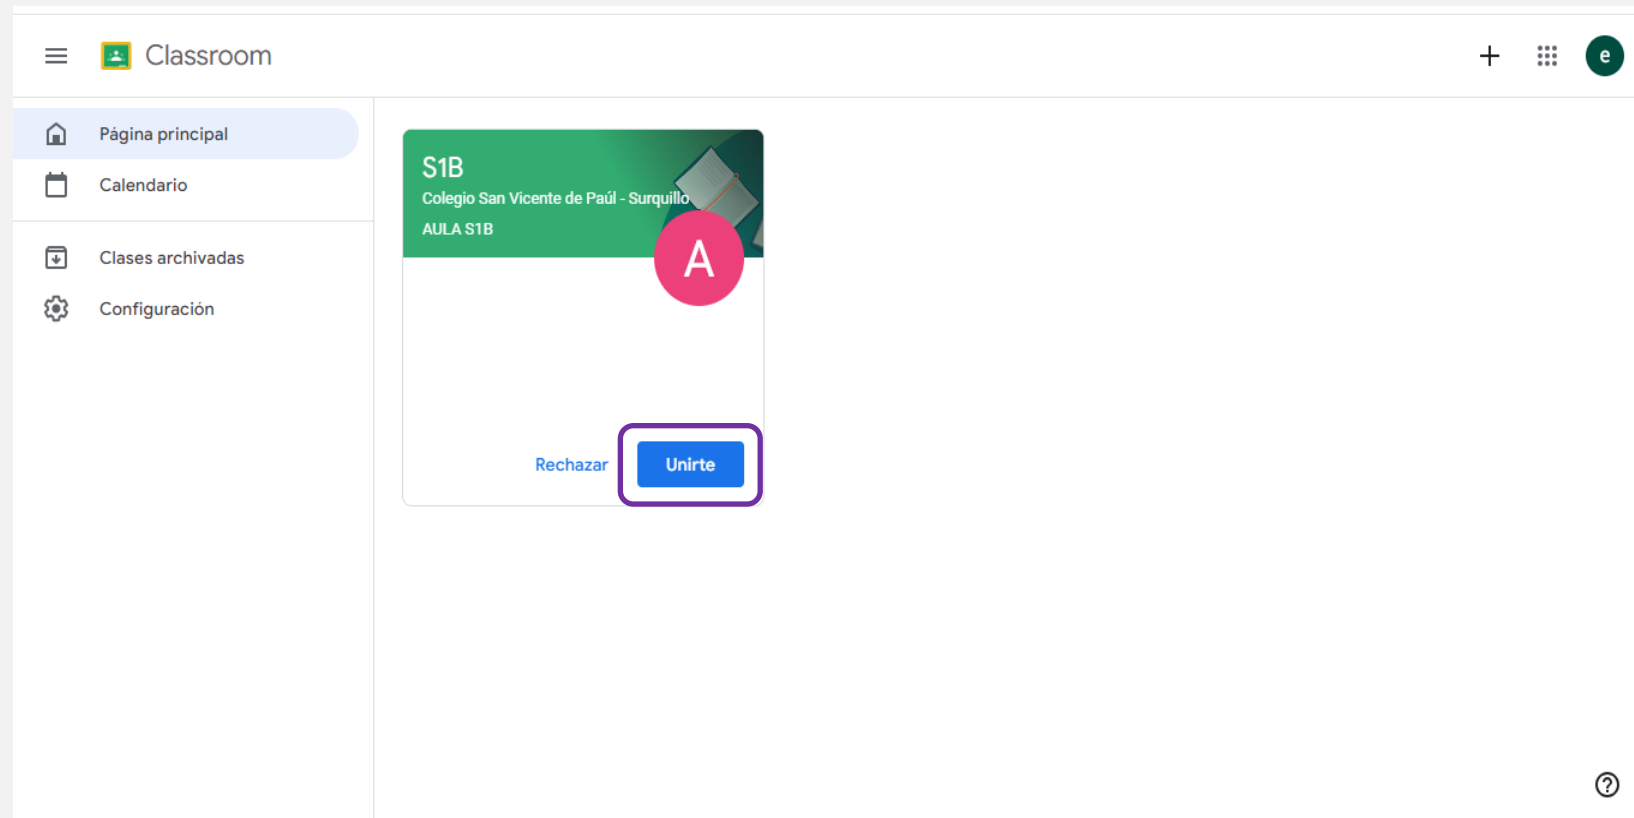 Classroom
e
Página principal
Calendario
Clases archivadas
Configuración
S1B
Colegio San Vicente de Paúl - Surquillo
AULA S1B
A
Rechazar
Unirte